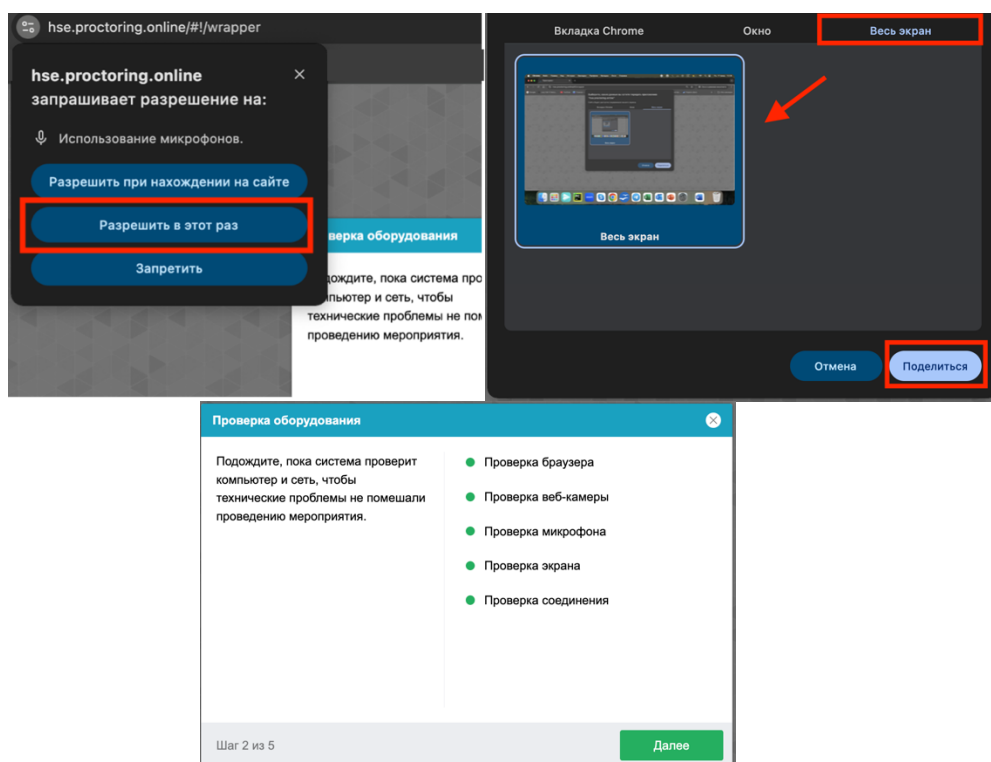 hse.proctoring.online/#!/wrapper
hse.proctoring.online
запрашивает разрешение на:
Использование микрофонов.
Разрешить при нахождении на сайте
Разрешить в этот раз
Запретить
верка оборудования
дождите, пока система про
мпьютер и сеть, чтобы
технические проблемы не пом
проведению мероприятия.
Вкладка Chrome
Окно
Весь экран
Весь экран
Отмена
Поделиться
Проверка оборудования
Подождите, пока система проверит
компьютер и сеть, чтобы
технические проблемы не помешали
проведению мероприятия.
Проверка браузера
Проверка веб-камеры
Проверка микрофона
Проверка экрана
Проверка соединения
Шаг 2 из 5
Далее